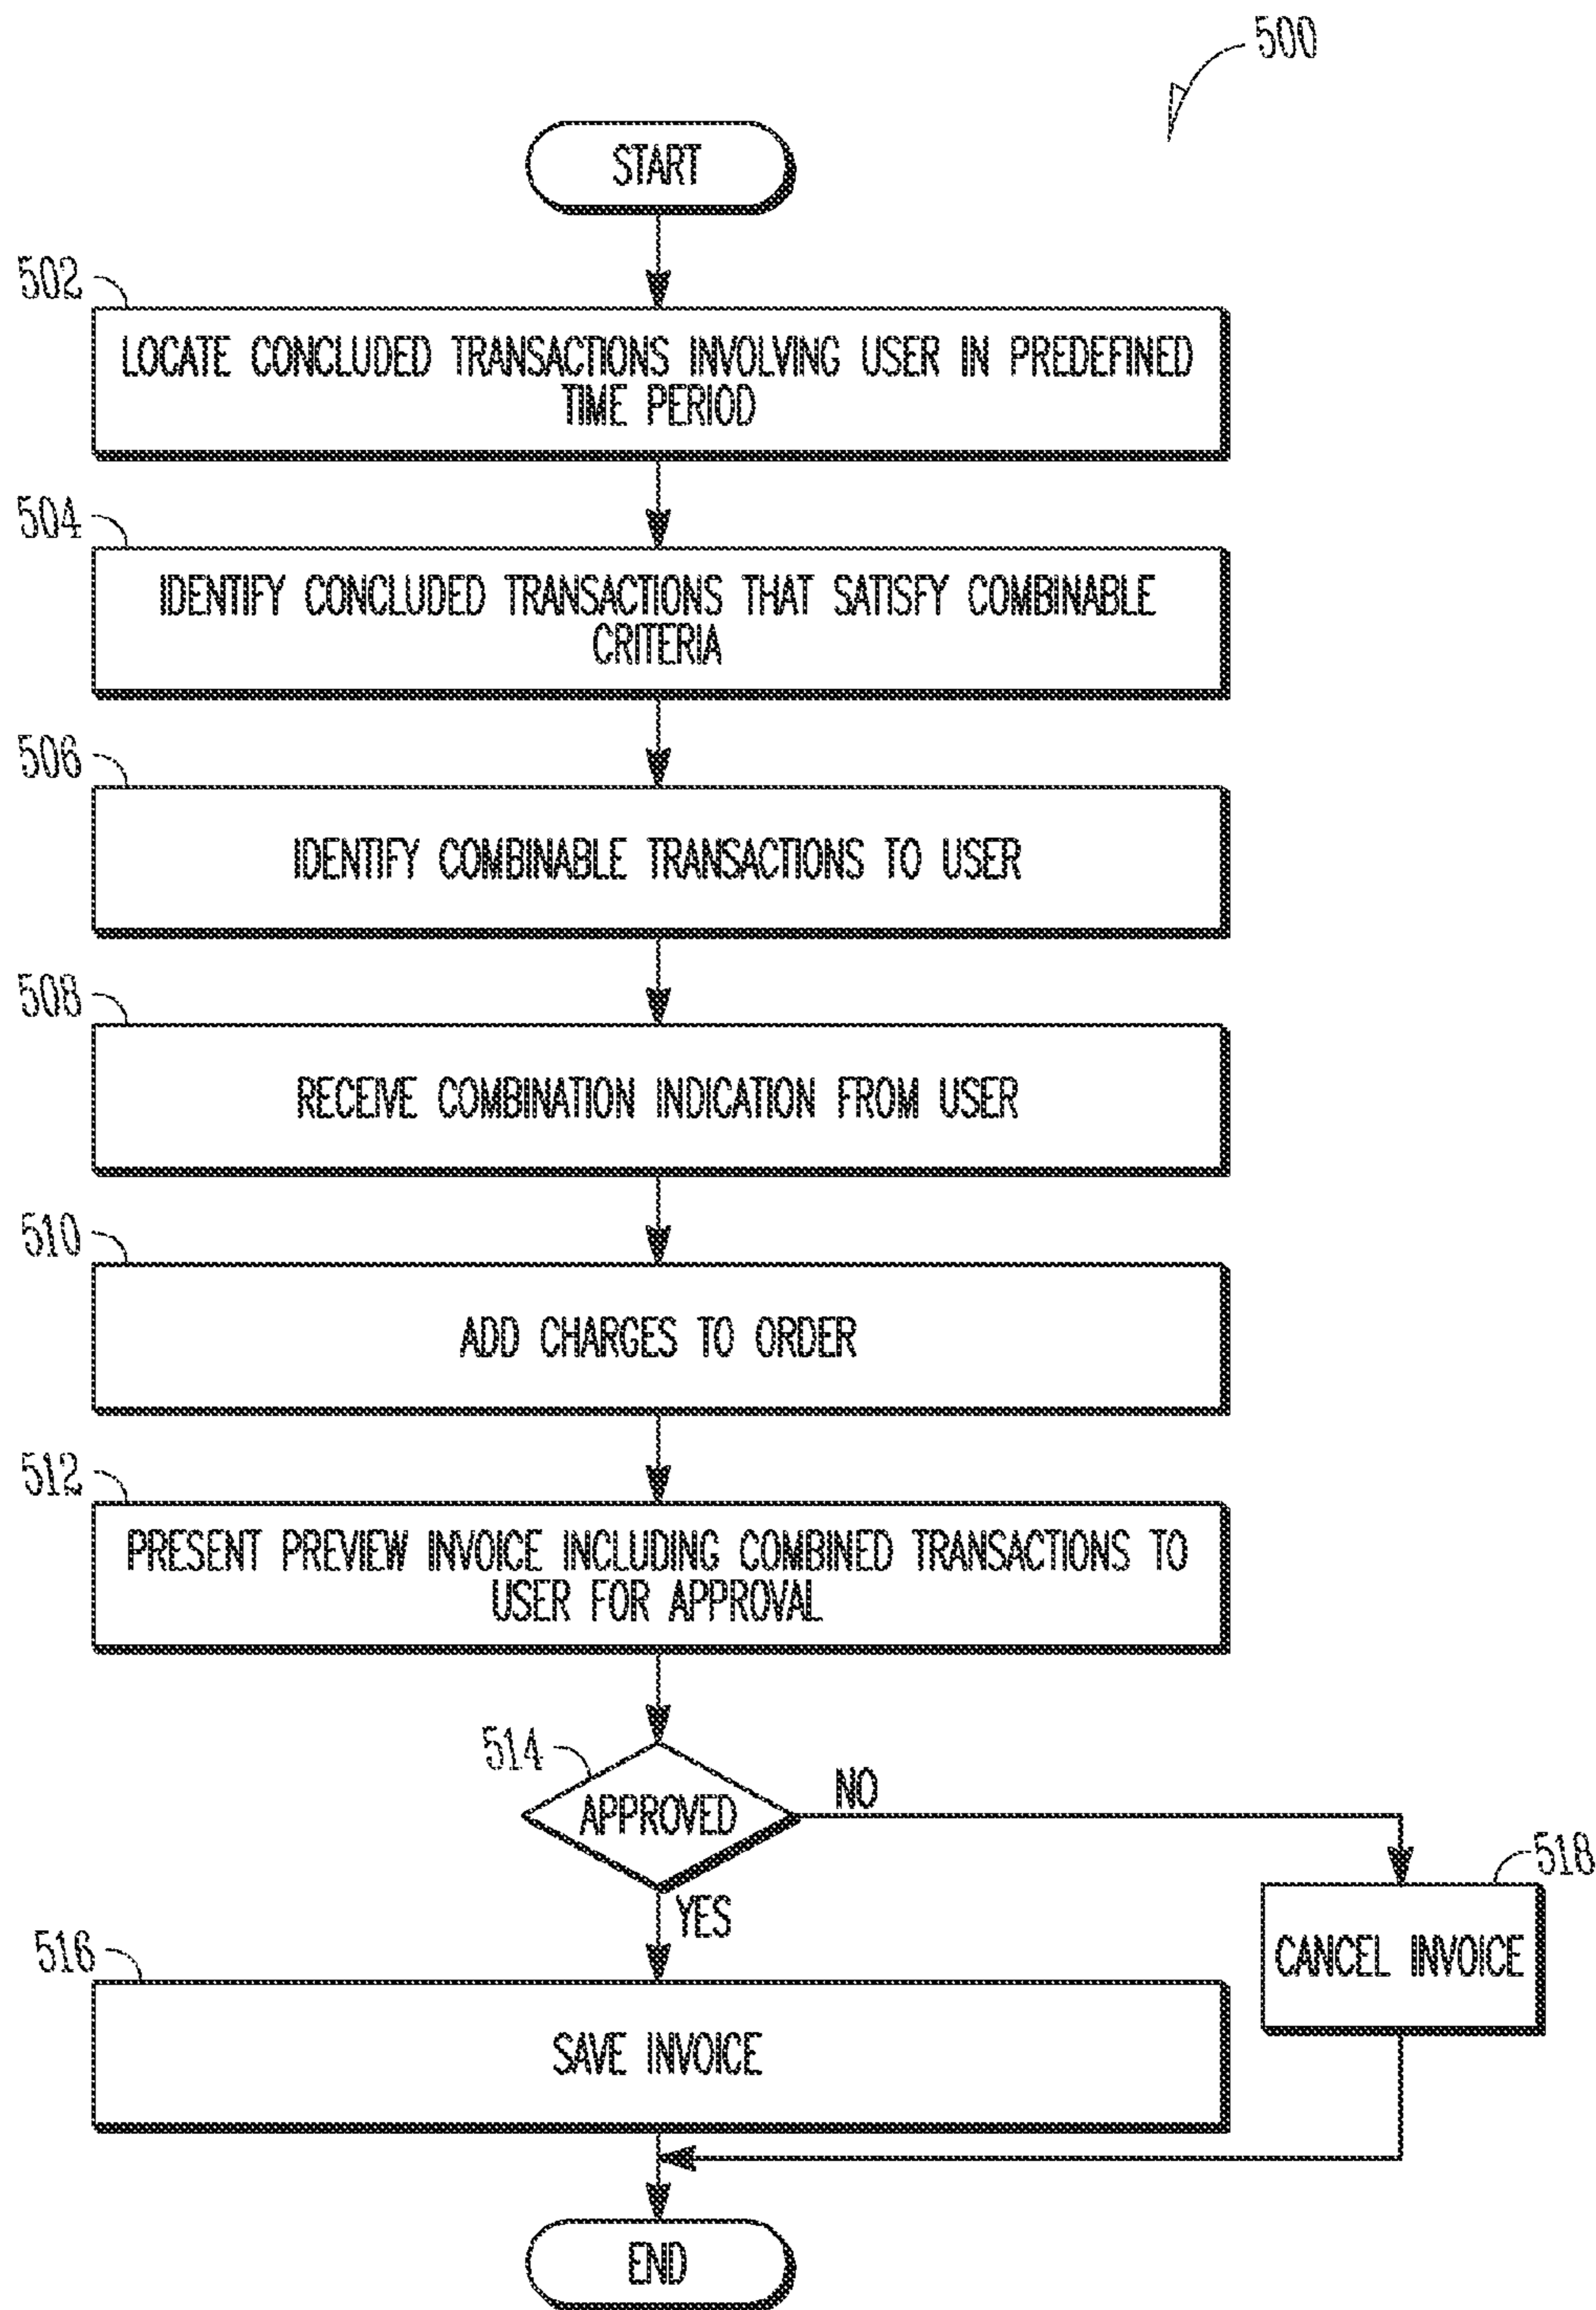 500
START
502
LOCATE CONCLUDED TRANSACTIONS INVOLVING USER IN PREDEFINED
TIME PERIOD
504
IDENTIFY CONCLUDED TRANSACTIONS THAT SATISFY COMBINABLE
CRITERIA
506
IDENTIFY COMBINABLE TRANSACTIONS TO USER
508
RECEIVE COMBINATION INDICATION FROM USER
510
ADD CHARGES TO ORDER
512
PRESENT PREVIEW INVOICE INCLUDING COMBINED TRANSACTIONS TO
USER FOR APPROVAL
514
APPROVED
NO
YES
518
CANCEL INVOICE
516
SAVE INVOICE
END